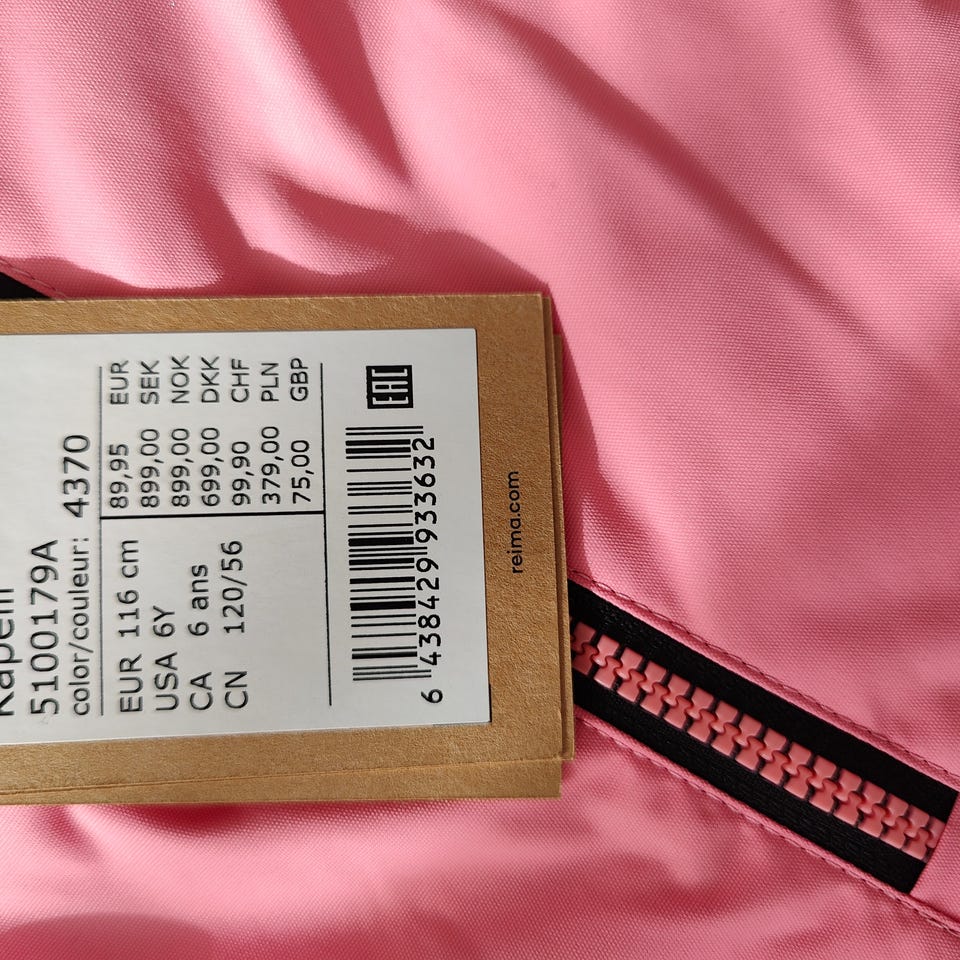 5100179A
color/couleur: 4370
EUR 116 cm
USA 6Y
CA 6 ans
CN 120/56
89,95 EUR
899,00 SEK
899,00 NOK
699,00 DKK
99,90 CHF
379,00 PLN
75,00 GBP
6 438429 933632
EAC
reima.com